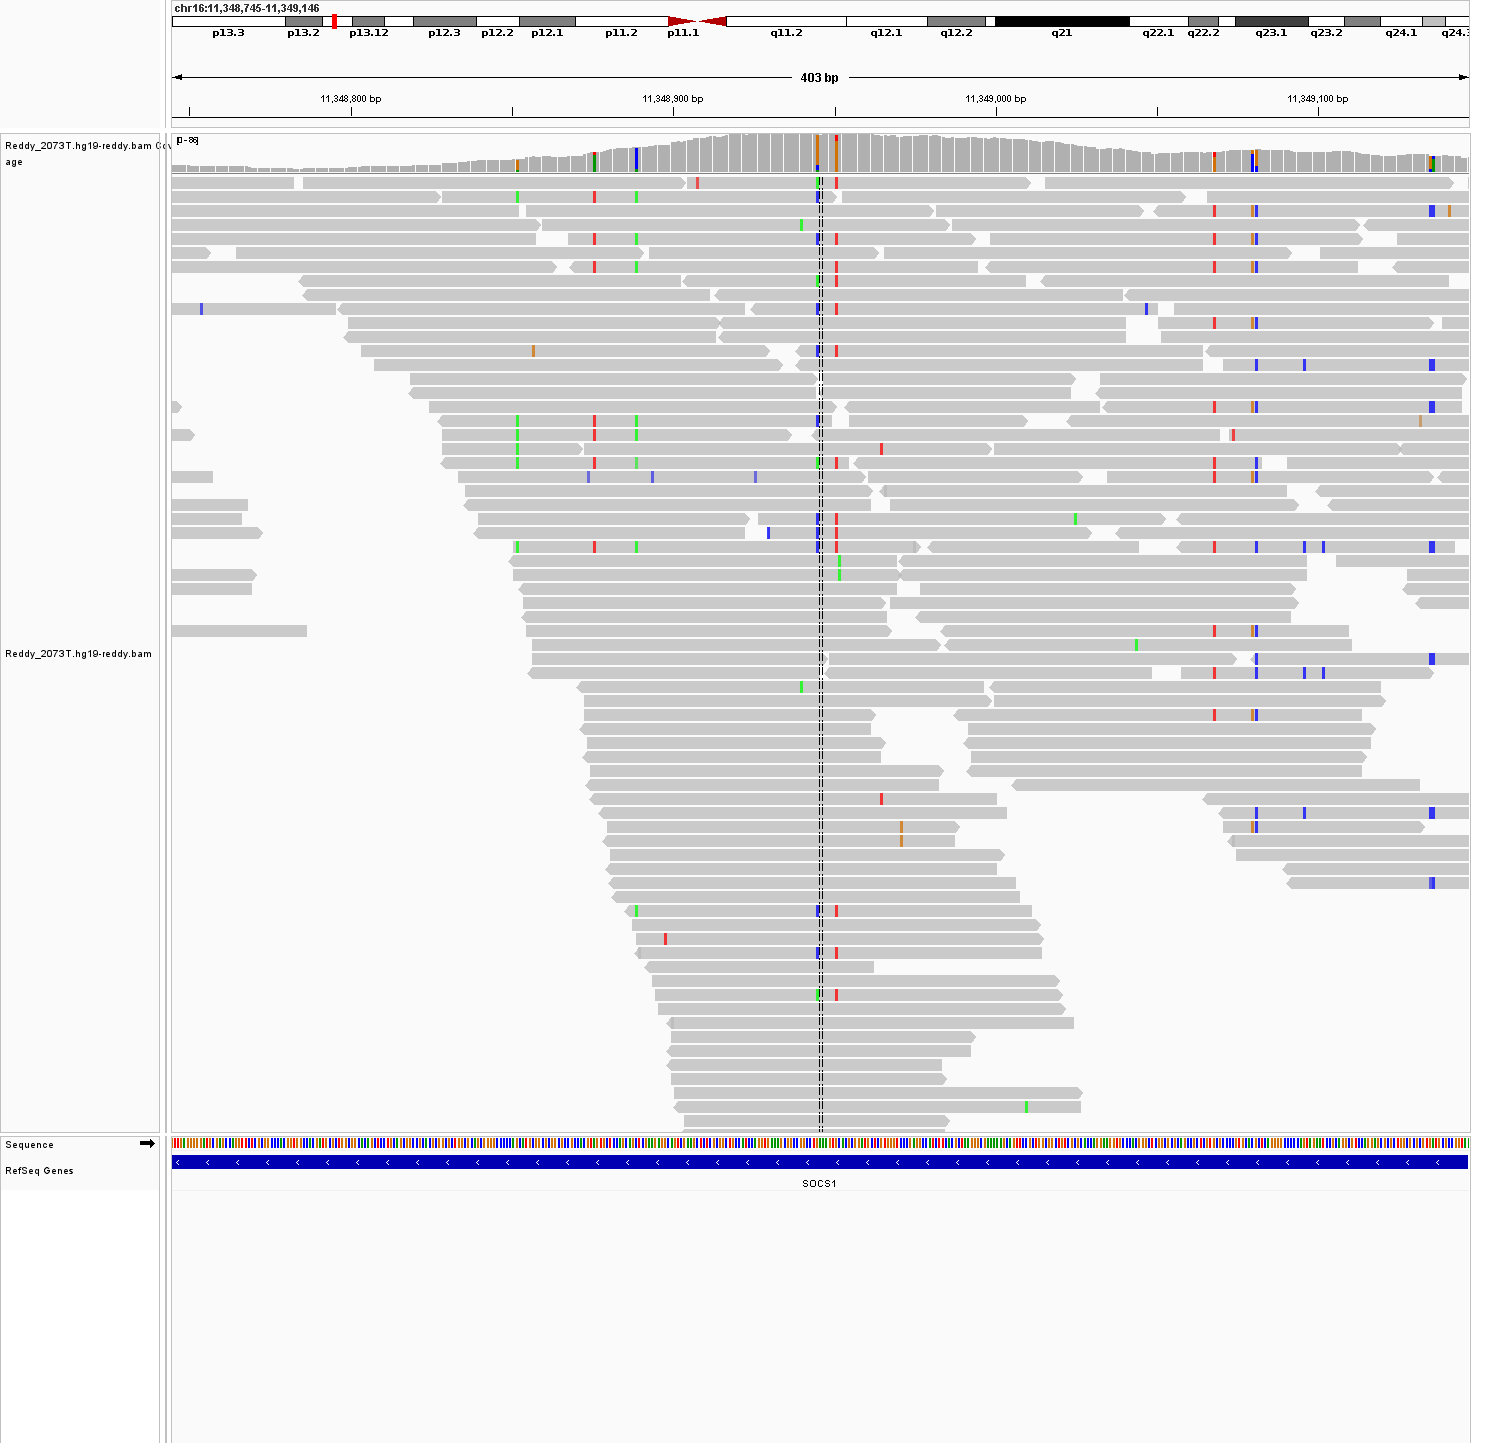 chr16:11,348,745-11,349,146
p13.3 p13.2 p13.12 p12.3 p12.2 p12.1 p11.2 p11.1 q11.2 q12.1 q12.2 q21 q22.1 q22.2 q23.1 q23.2 q24.1 q24.3
403 bp
11,348,800 bp 11,348,900 bp 11,349,000 bp 11,349,100 bp
Reddy_2073T.hg19-reddy.bam Cov
age
[0-86]
Reddy_2073T.hg19-reddy.bam
Sequence
RefSeq Genes
SOCS1